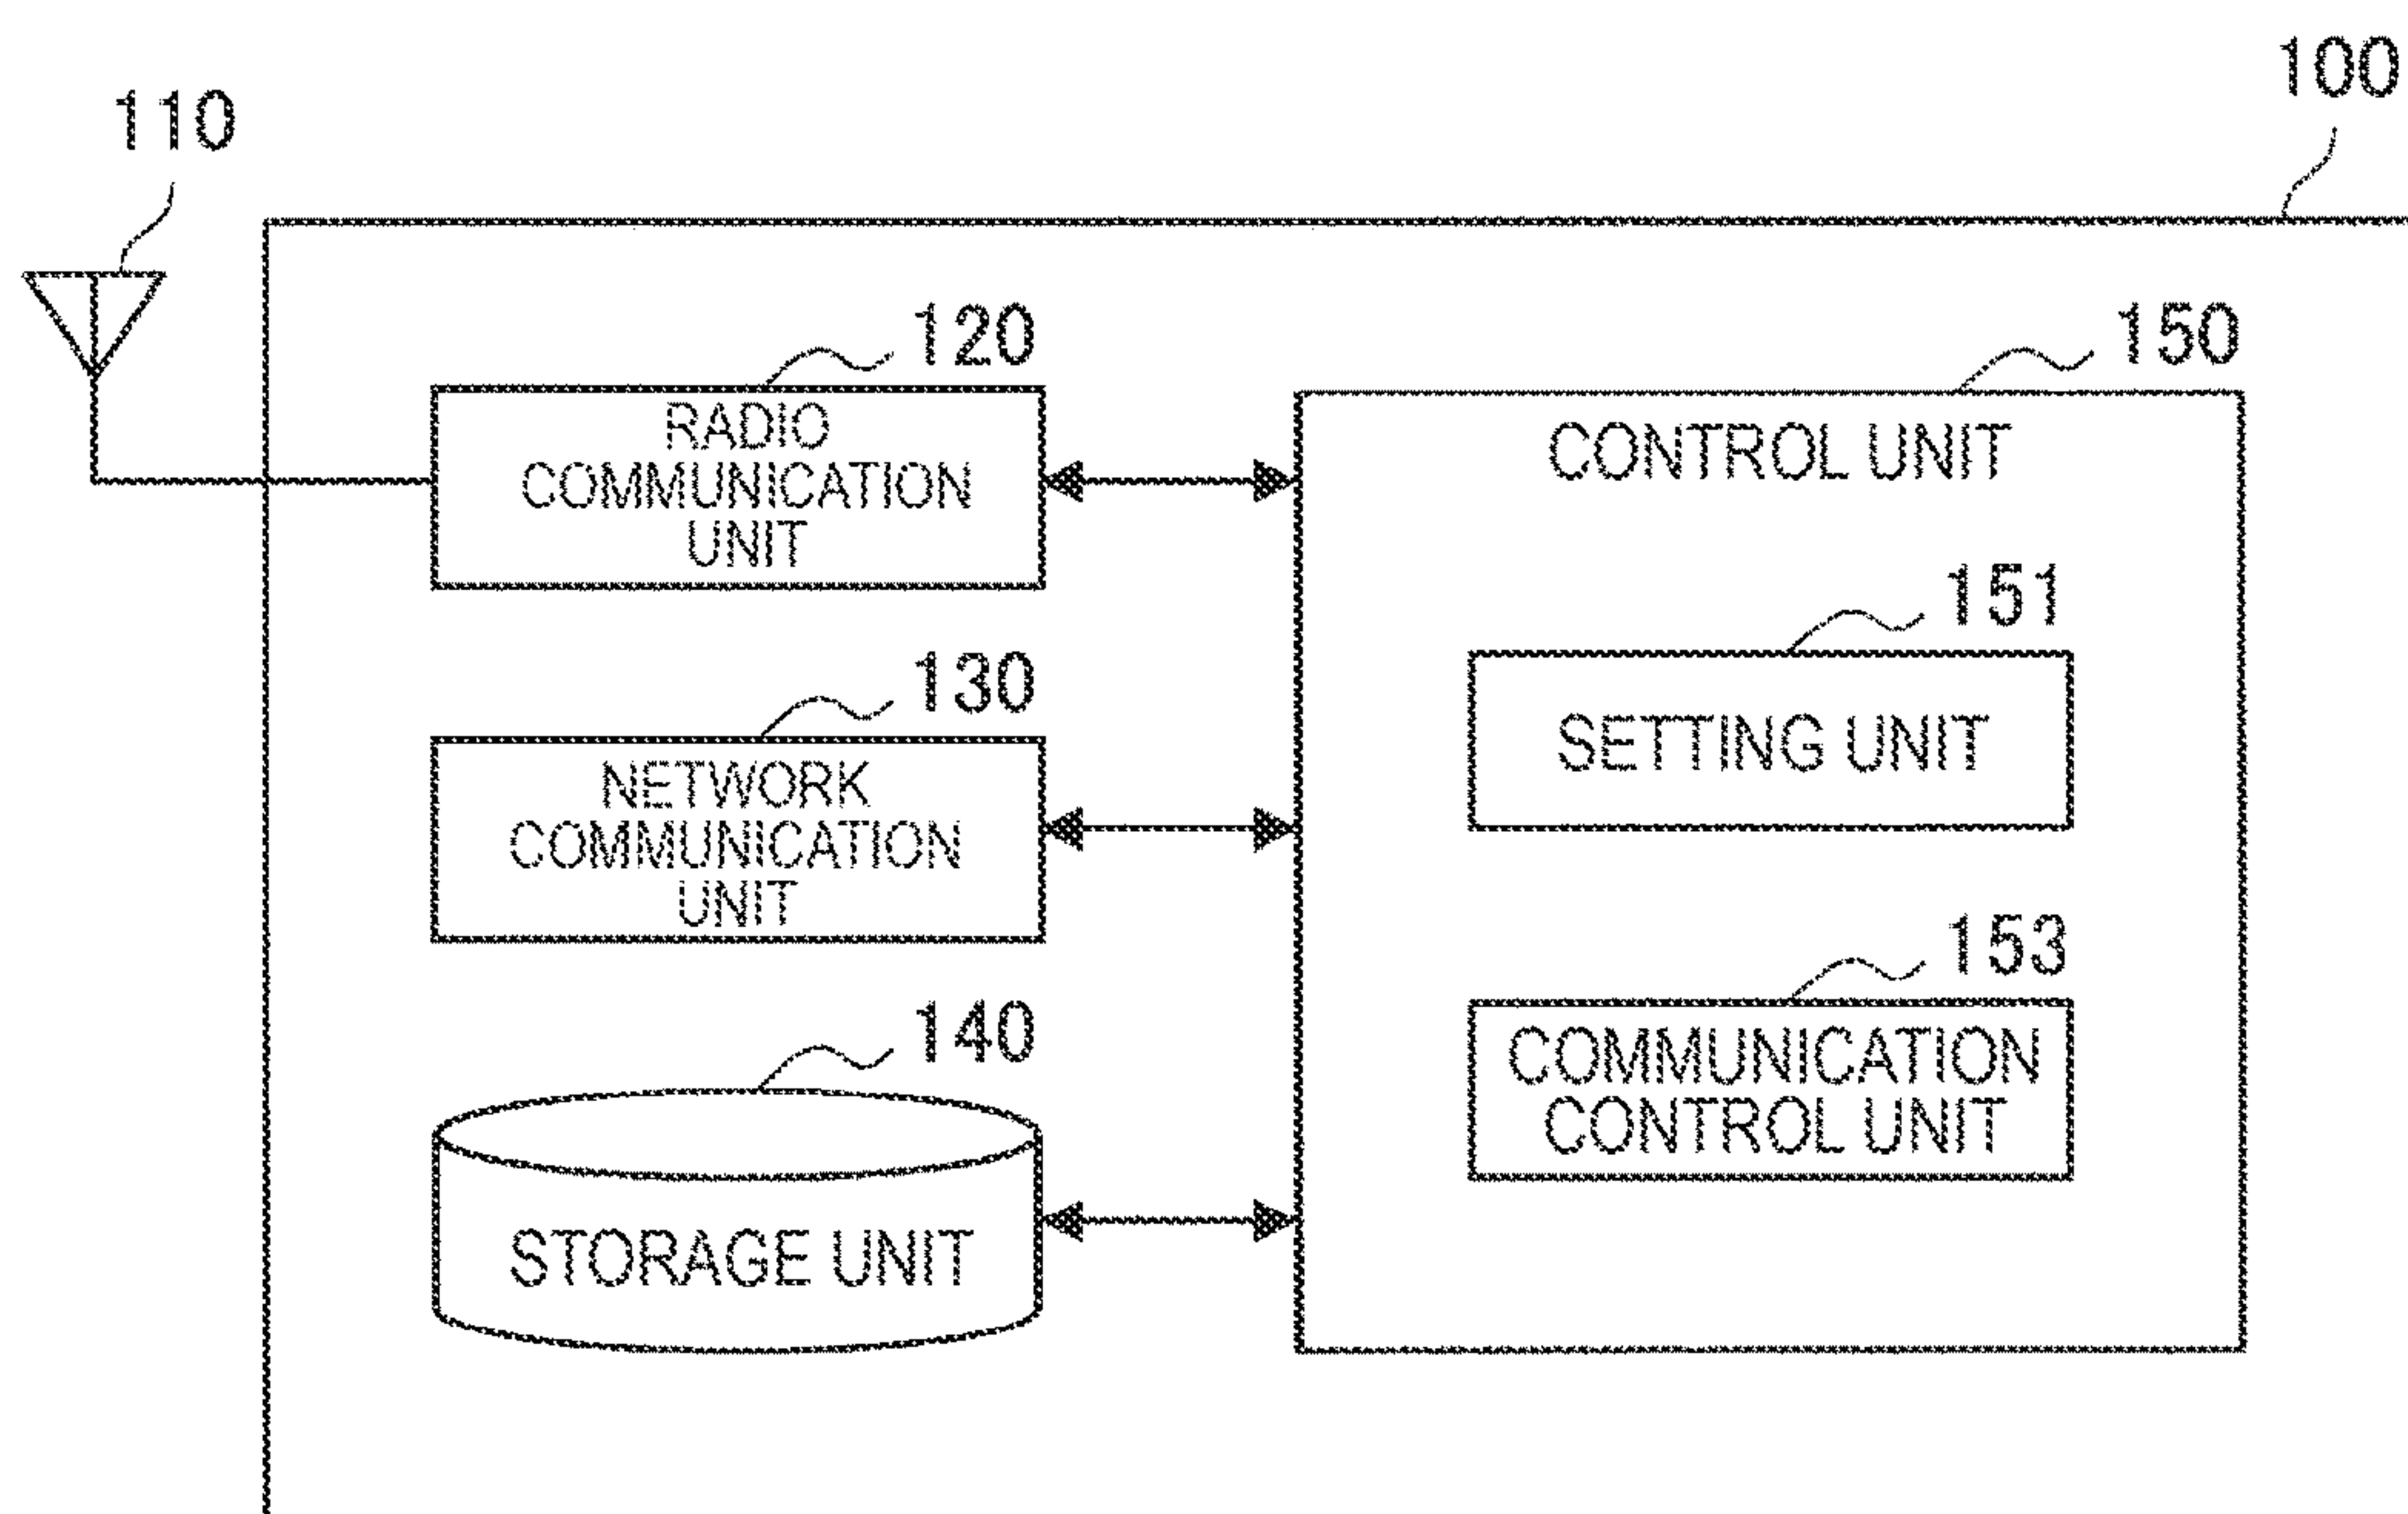 100
110
120
RADIO
COMMUNICATION
UNIT
130
NETWORK
COMMUNICATION
UNIT
140
STORAGE UNIT
150
CONTROL UNIT
151
SETTING UNIT
153
COMMUNICATION
CONTROL UNIT